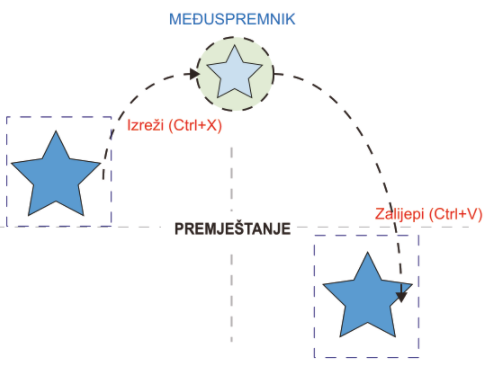 MEĐUSPREMNIK
Izreži (Ctrl+X)
Zalijepi (Ctrl+V)
PREMJEŠTANJE